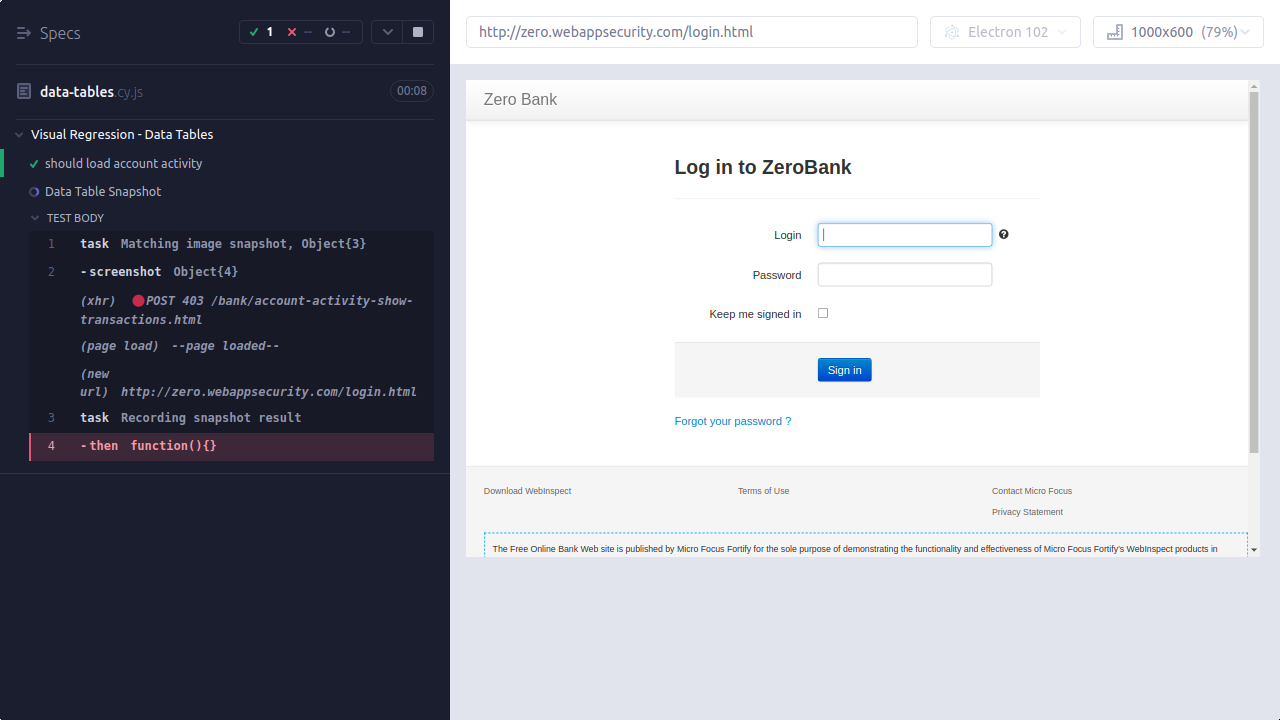 Specs
1
--
--
data-tables.cy.js
00:08
Visual Regression - Data Tables
should load account activity
Data Table Snapshot
TEST BODY
1 task Matching image snapshot, Object{3}
2 -screenshot Object{4}
(xhr) POST 403 /bank/account-activity-show-
transactions.html
(page load) --page loaded--
(new
url) http://zero.webappsecurity.com/login.html
3 task Recording snapshot result
4 -then function(){}
http://zero.webappsecurity.com/login.html
Electron 102
1000x600 (79%)
Zero Bank
Log in to ZeroBank
Login
Password
Keep me signed in
Sign in
Forgot your password ?
Download WebInspect
Terms of Use
Contact Micro Focus
Privacy Statement
The Free Online Bank Web site is published by Micro Focus Fortify for the sole purpose of demonstrating the functionality and effectiveness of Micro Focus Fortify's WebInspect products in